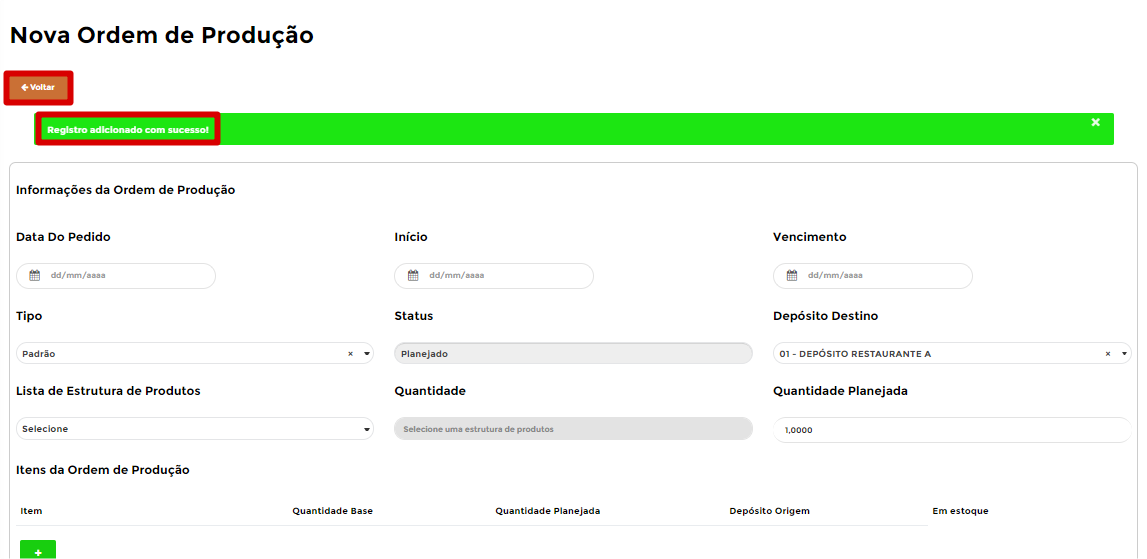 Nova Ordem de Produção
Voltar
Registro adicionado com sucesso!
×
Informações da Ordem de Produção
Data Do Pedido Início Vencimento
dd/mm/aaaa dd/mm/aaaa dd/mm/aaaa
Tipo Status Depósito Destino
Padrão × Planejado 01 - DEPÓSITO RESTAURANTE A ×
Lista de Estrutura de Produtos Quantidade Quantidade Planejada
Selecione Selecione uma estrutura de produtos 1,0000
Itens da Ordem de Produção
Item Quantidade Base Quantidade Planejada Depósito Origem Em estoque
+